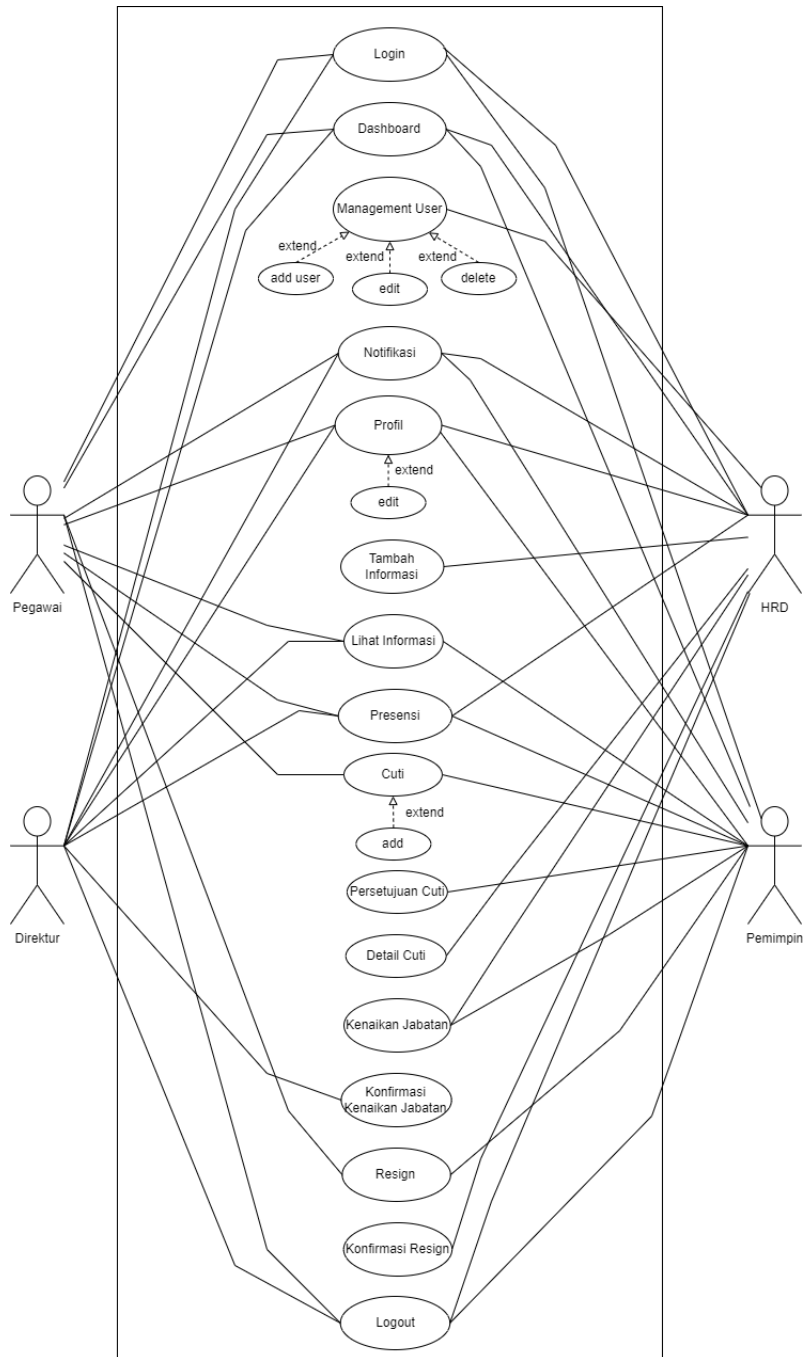 Login
Dashboard
Management User
extend
extend
extend
add user
edit
delete
Notifikasi
Profil
extend
edit
Tambah
Informasi
Pegawai
HRD
Lihat Informasi
Presensi
Cuti
extend
add
Persetujuan Cuti
Direktur
Pemimpin
Detail Cuti
Kenaikan Jabatan
Konfirmasi
Kenaikan Jabatan
Resign
Konfirmasi Resign
Logout